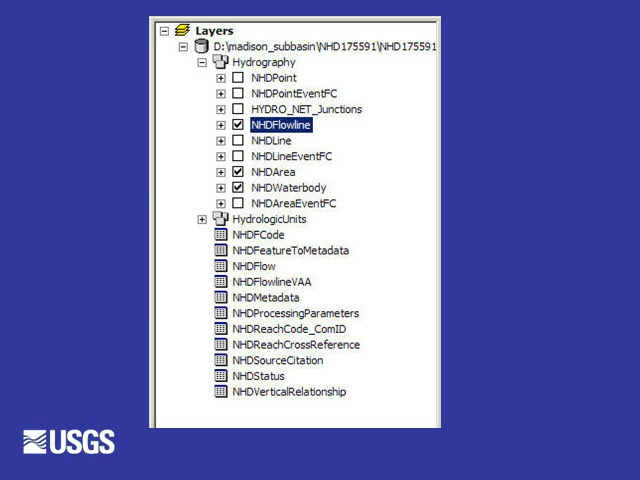 Layers
D:\madison_subbasin\NHD175591\NHD175591
Hydrography
NHDPoint
NHDPointEventFC
HYDRO_NET_Junctions
NHDFlowline
NHDLine
NHDLineEventFC
NHDArea
NHDWaterbody
NHDAreaEventFC
HydrologicUnits
NHDFCode
NHDFeatureToMetadata
NHDFlow
NHDFlowlineVAA
NHDMetadata
NHDProcessingParameters
NHDReachCode_ComID
NHDReachCrossReference
NHDSourceCitation
NHDStatus
NHDVerticalRelationship
USGS